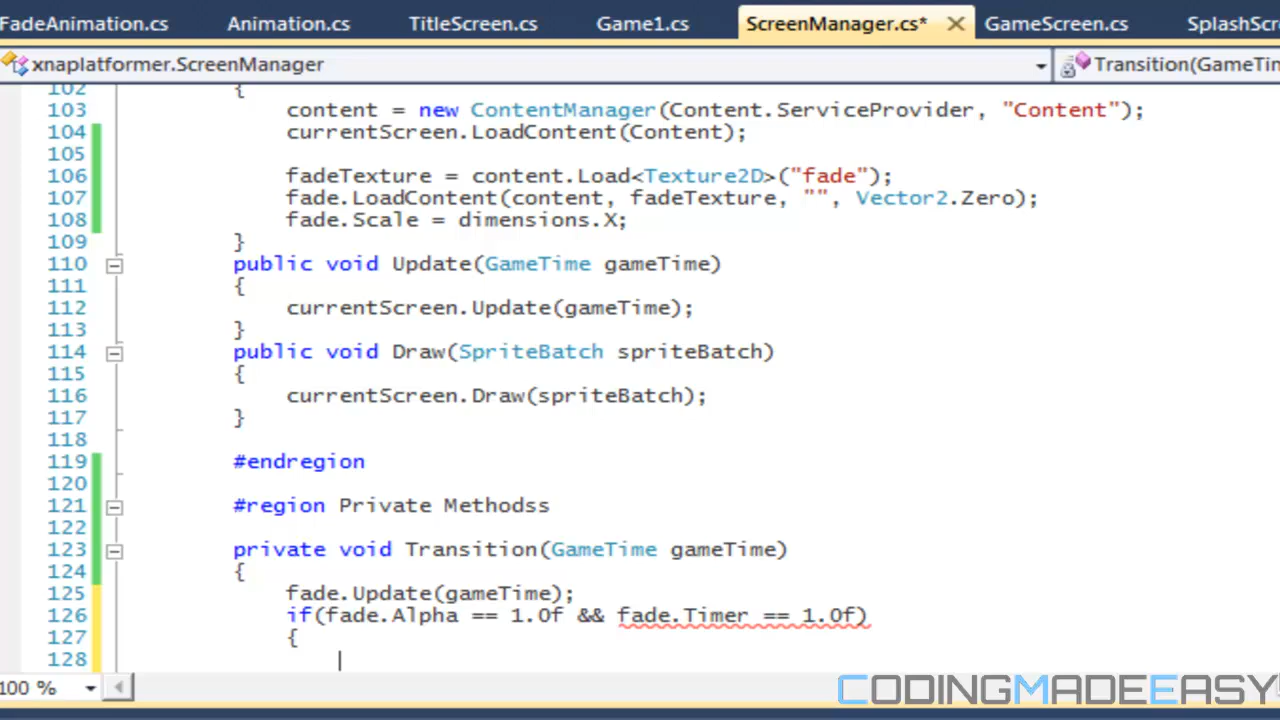 FadeAnimation.cs Animation.cs TitleScreen.cs Game1.cs ScreenManager.cs* GameScreen.cs SplashScre
xnaplatformer.ScreenManager Transition(GameTim
102 {
103 content = new ContentManager(Content.ServiceProvider, "Content");
104 currentScreen.LoadContent(Content);
105
106 fadeTexture = content.Load<Texture2D>("fade");
107 fade.LoadContent(content, fadeTexture, "", Vector2.Zero);
108 fade.Scale = dimensions.X;
109 }
110 public void Update(GameTime gameTime)
111 {
112 currentScreen.Update(gameTime);
113 }
114 public void Draw(SpriteBatch spriteBatch)
115 {
116 currentScreen.Draw(spriteBatch);
117 }
118
119 #endregion
120
121 #region Private Methodss
122
123 private void Transition(GameTime gameTime)
124 {
125 fade.Update(gameTime);
126 if(fade.Alpha == 1.0f && fade.Timer == 1.0f)
127 {
128
100 %
CODINGMADEEASY